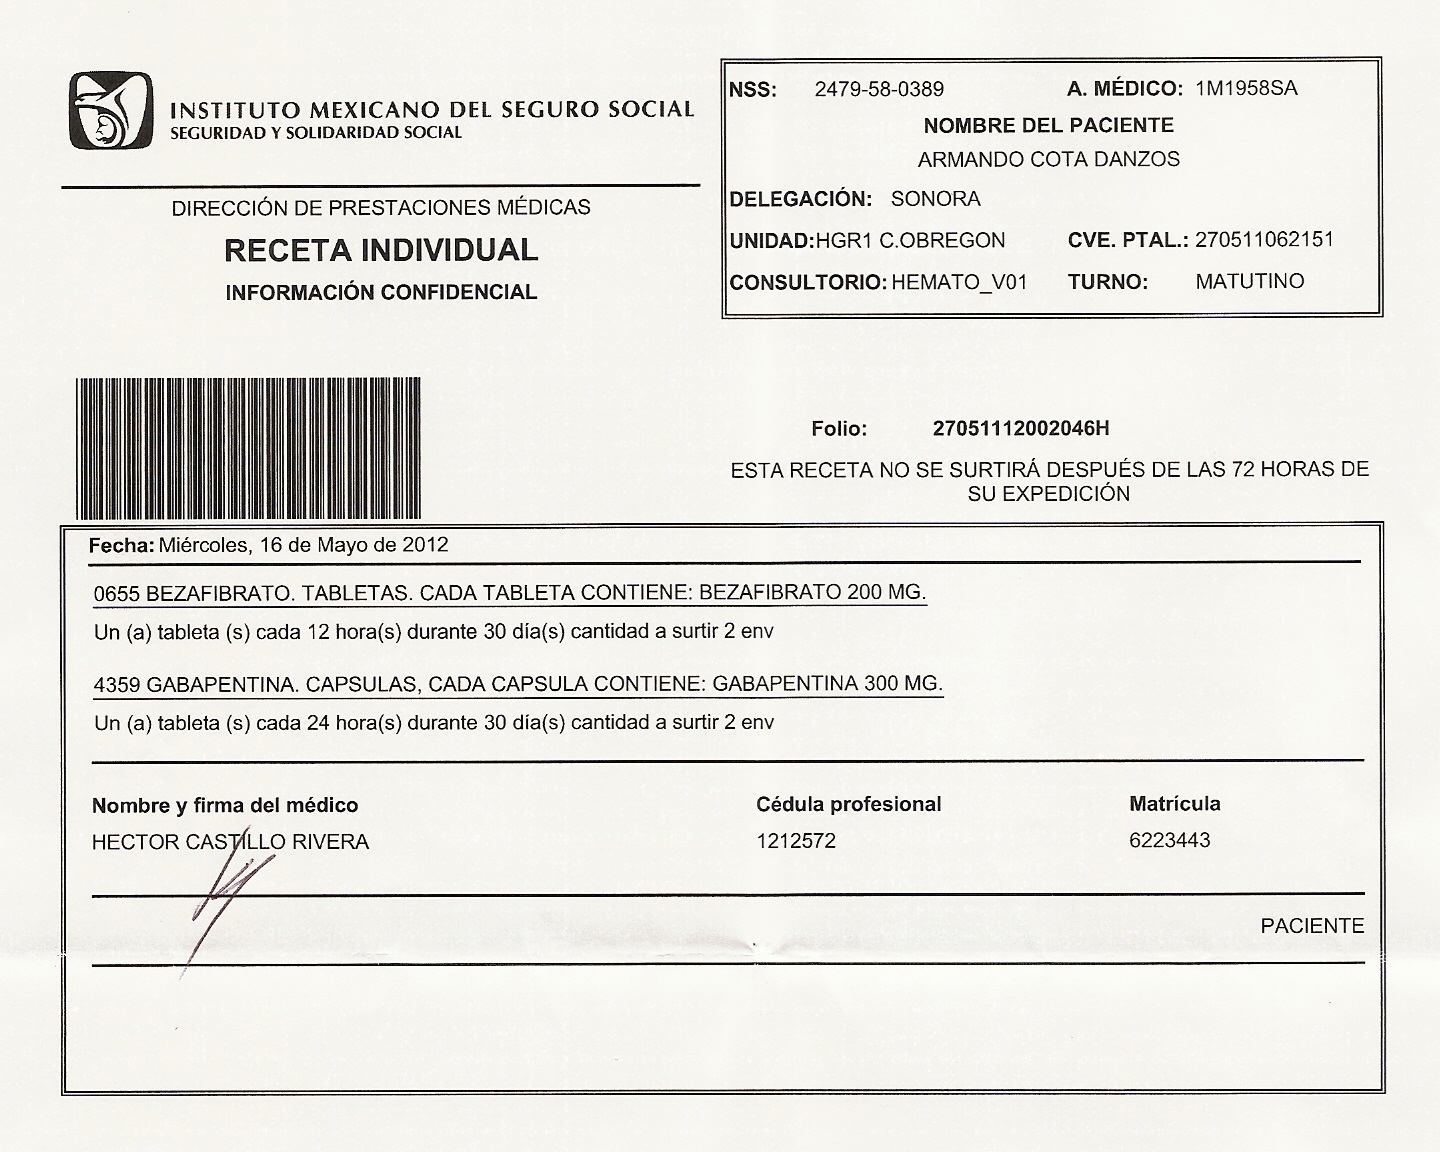 INSTITUTO MEXICANO DEL SEGURO SOCIAL
SEGURIDAD Y SOLIDARIDAD SOCIAL
DIRECCIÓN DE PRESTACIONES MÉDICAS
RECETA INDIVIDUAL
INFORMACIÓN CONFIDENCIAL
NSS: 2479-58-0389 A. MÉDICO: 1M1958SA
NOMBRE DEL PACIENTE
ARMANDO COTA DANZOS
DELEGACIÓN: SONORA
UNIDAD:HGR1 C.OBREGON CVE. PTAL.: 270511062151
CONSULTORIO: HEMATO_V01 TURNO: MATUTINO
Folio: 27051112002046H
ESTA RECETA NO SE SURTIRÁ DESPUÉS DE LAS 72 HORAS DE
SU EXPEDICIÓN
Fecha: Miércoles, 16 de Mayo de 2012
0655 BEZAFIBRATO. TABLETAS. CADA TABLETA CONTIENE: BEZAFIBRATO 200 MG.
Un (a) tableta (s) cada 12 hora(s) durante 30 día(s) cantidad a surtir 2 env
4359 GABAPENTINA. CAPSULAS, CADA CAPSULA CONTIENE: GABAPENTINA 300 MG.
Un (a) tableta (s) cada 24 hora(s) durante 30 día(s) cantidad a surtir 2 env
Nombre y firma del médico Cédula profesional Matrícula
HECTOR CASTILLO RIVERA 1212572 6223443
PACIENTE